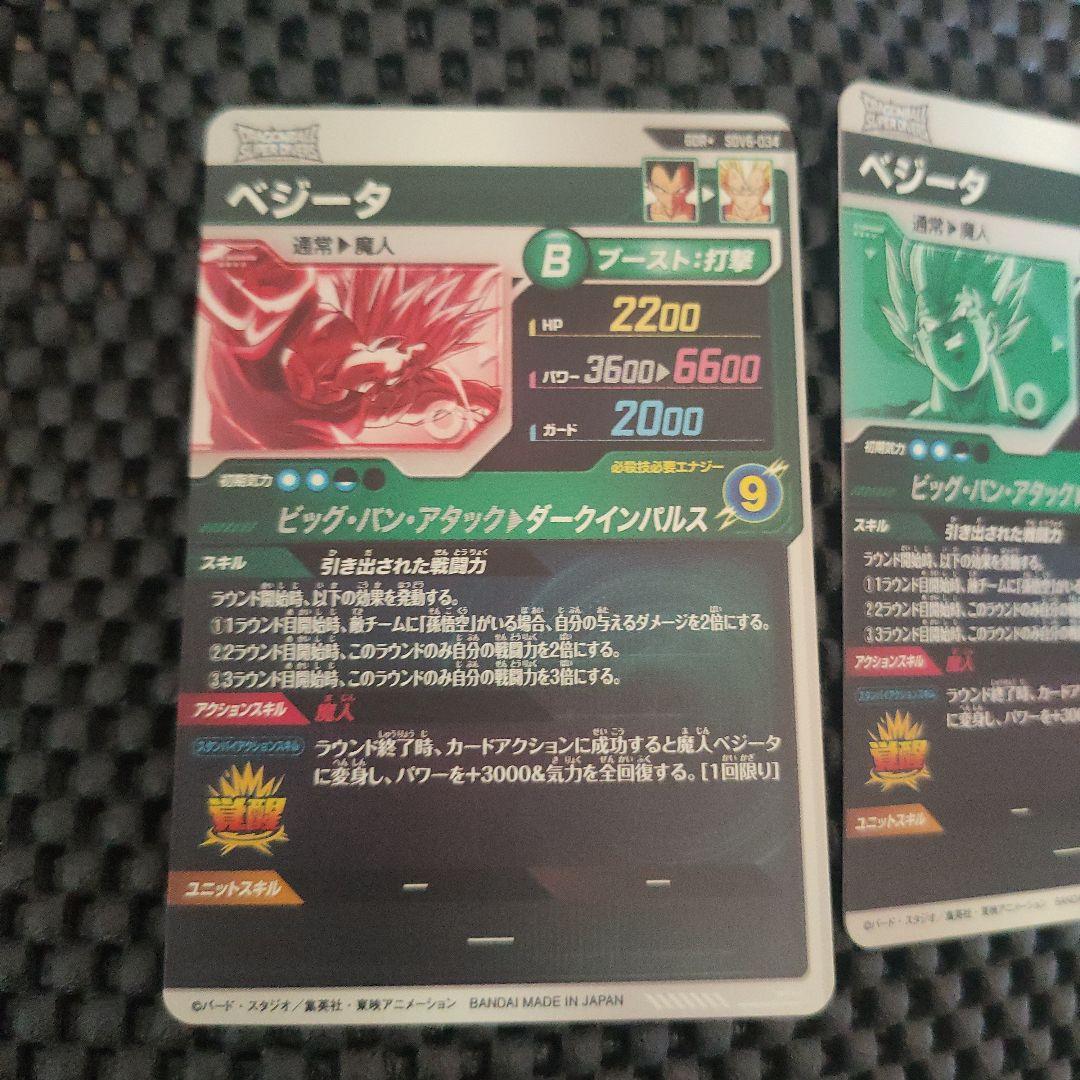 DRAGONBALL
SUPER DIVERS
GDR★ SDV6-034
ベジータ
通常▶魔人
B ブースト:打撃
HP 2200
パワー 3600▶6600
ガード 2000
初期気力
必殺技必要エナジー
9
ビッグ・バン・アタック▶ダークインパルス
スキル 引き出された戦闘力
ラウンド開始時、以下の効果を発動する。
①1ラウンド目開始時、敵チームに「孫悟空」がいる場合、自分の与えるダメージを2倍にする。
②2ラウンド目開始時、このラウンドのみ自分の戦闘力を2倍にする。
③3ラウンド目開始時、このラウンドのみ自分の戦闘力を3倍にする。
アクションスキル 魔人
スタンバイアクションスキル
ラウンド終了時、カードアクションに成功すると魔人ベジータ
に変身し、パワーを+3000&気力を全回復する。[1回限り]
覚醒
ユニットスキル ー ー
ー
©バード・スタジオ/集英社・東映アニメーション BANDAI MADE IN JAPAN
DRAGONBALL
SUPER DIVERS
ベジータ
通常▶魔人
初期気力
ビッグ・バン・アタック
スキル 引き出された戦闘力
ラウンド開始時、以下の効果を発動する。
①1ラウンド目開始時、敵チームに「孫悟空」がいる
②2ラウンド目開始時、このラウンドのみ自分の戦
③3ラウンド目開始時、このラウンドのみ自分の戦
アクションスキル 魔人
スタンバイアクションスキル
ラウンド終了時、カードア
に変身し、パワーを+300
覚醒
ユニットスキル ー
ー
©バード・スタジオ/集英社・東映アニメーション BANDA